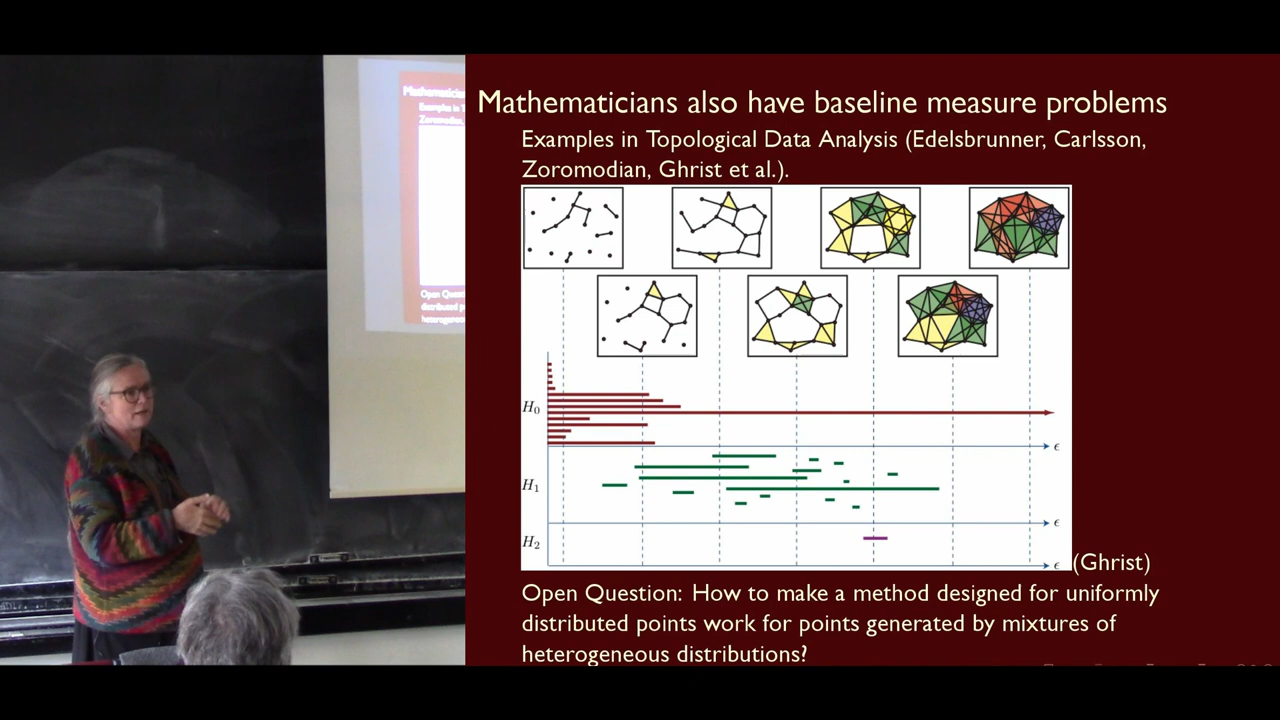 Mathematicians also have baseline measure problems
Examples in Topological Data Analysis (Edelsbrunner, Carlsson,
Zoromodian, Ghrist et al.).
H0
ϵ
H1
ϵ
H2
ϵ
(Ghrist)
Open Question: How to make a method designed for uniformly
distributed points work for points generated by mixtures of
heterogeneous distributions?